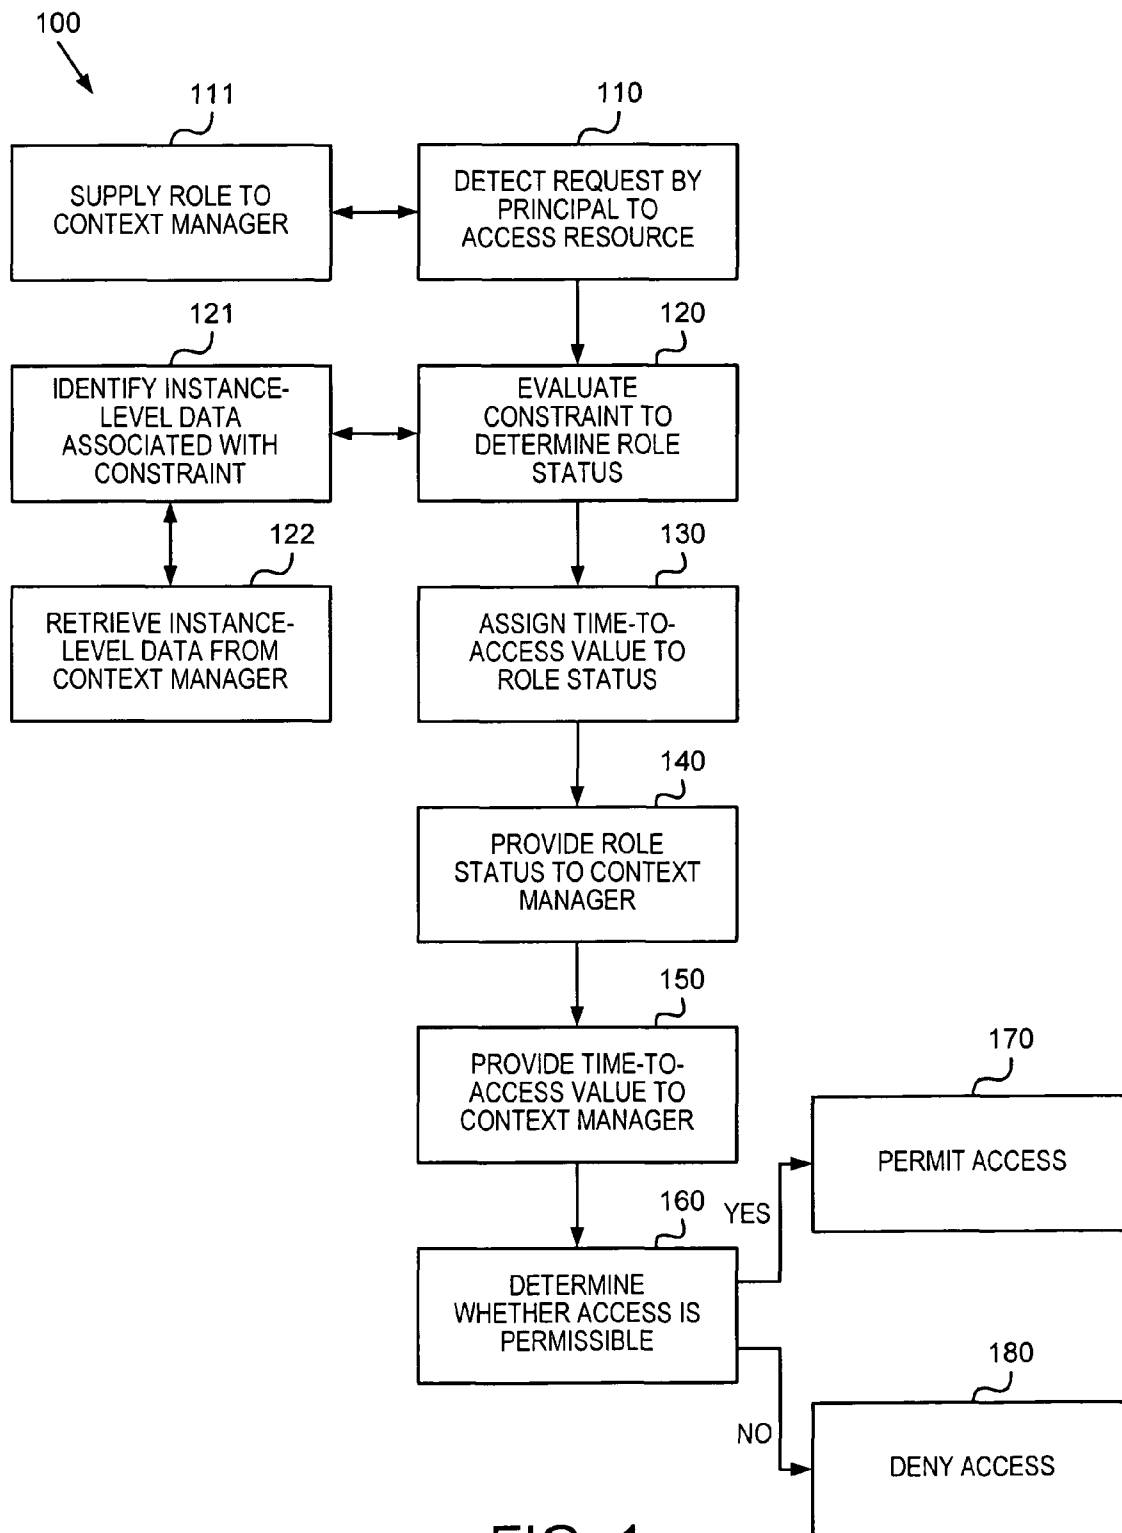 100
111
110
SUPPLY ROLE TO
CONTEXT MANAGER
DETECT REQUEST BY
PRINCIPAL TO
ACCESS RESOURCE
121
120
IDENTIFY INSTANCE-
LEVEL DATA
ASSOCIATED WITH
CONSTRAINT
EVALUATE
CONSTRAINT TO
DETERMINE ROLE
STATUS
122
130
RETRIEVE INSTANCE-
LEVEL DATA FROM
CONTEXT MANAGER
ASSIGN TIME-TO-
ACCESS VALUE TO
ROLE STATUS
140
PROVIDE ROLE
STATUS TO CONTEXT
MANAGER
150
PROVIDE TIME-TO-
ACCESS VALUE TO
CONTEXT MANAGER
170
PERMIT ACCESS
160
YES
DETERMINE
WHETHER ACCESS IS
PERMISSIBLE
180
NO
DENY ACCESS
FIG. 1